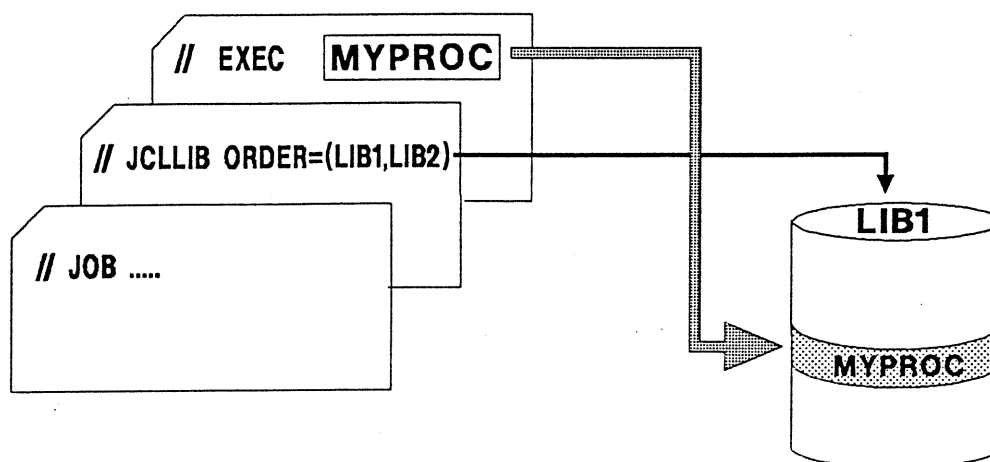 // EXEC MYPROC
// JCLLIB ORDER=(LIB1,LIB2)
// JOB .....
LIB1
MYPROC